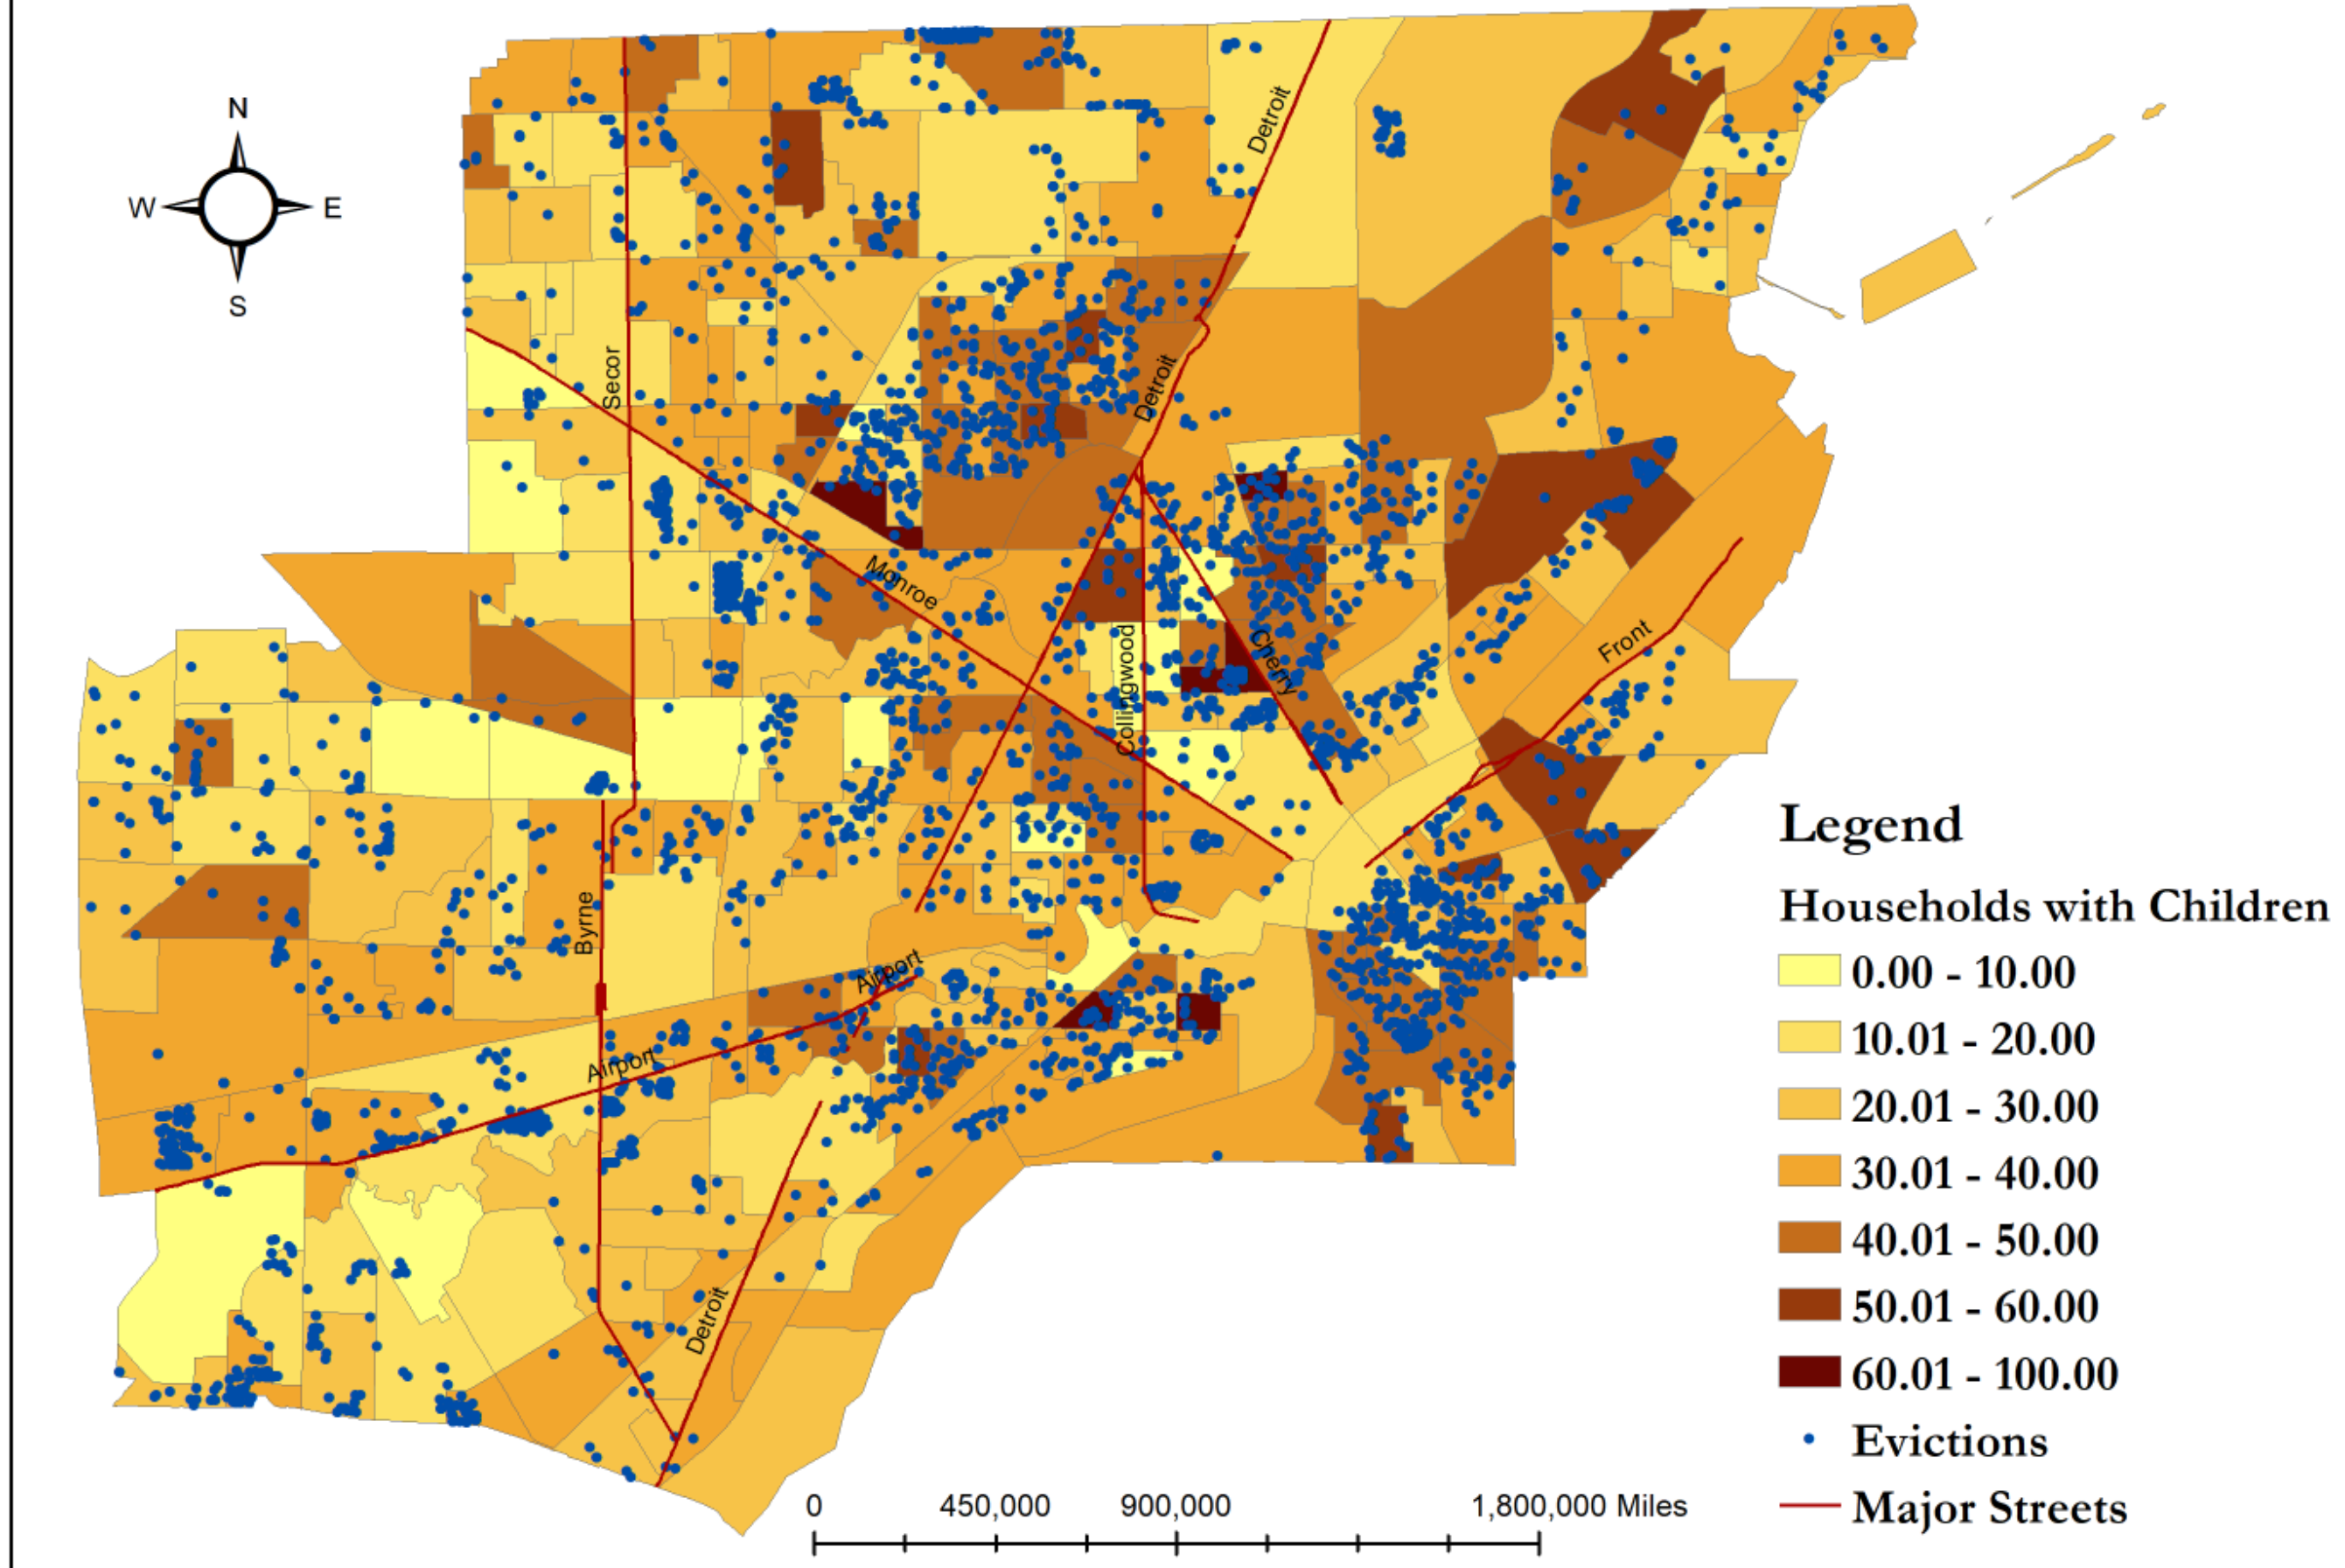 N
W E
S
Detroit
Secor
Detroit
Monroe
Collingwood
Cherry
Front
Byrne
Airport
Airport
Detroit
Legend
Households with Children
0.00 - 10.00
10.01 - 20.00
20.01 - 30.00
30.01 - 40.00
40.01 - 50.00
50.01 - 60.00
60.01 - 100.00
Evictions
Major Streets
0 450,000 900,000 1,800,000 Miles